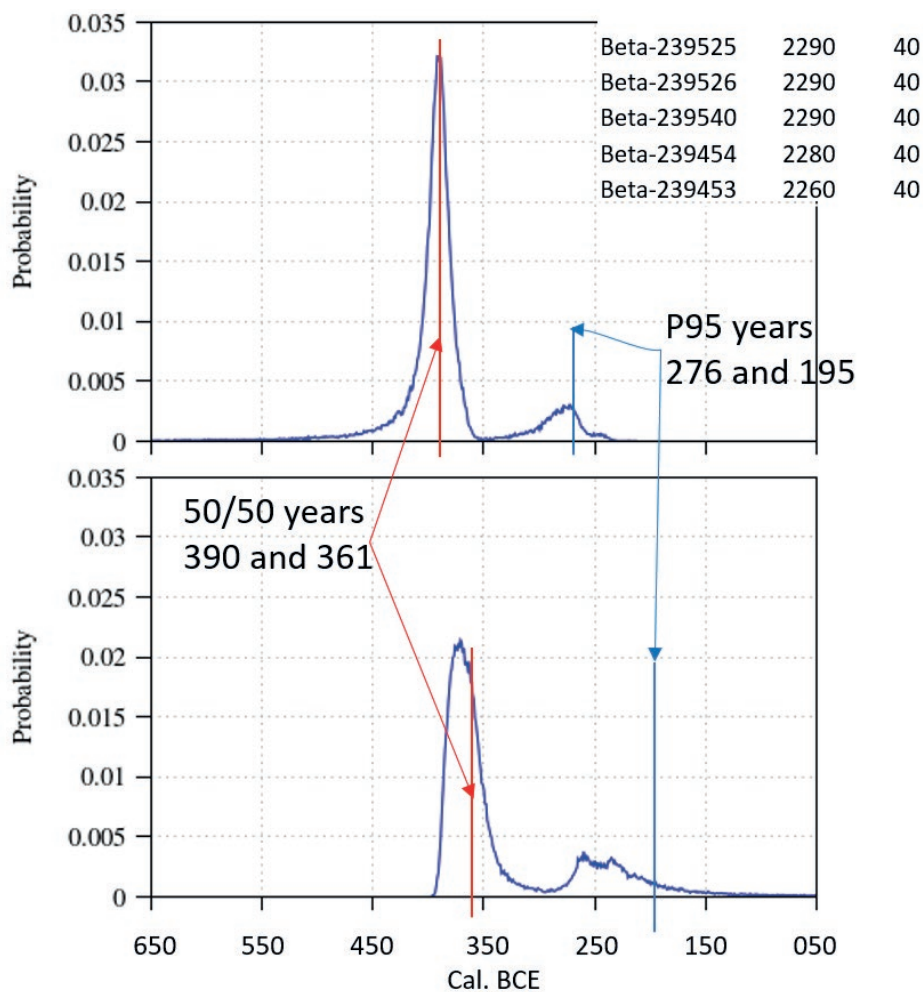 0.035
0.03
0.025
0.02
0.015
0.01
0.005
0
Probability
Beta-239525 2290 40
Beta-239526 2290 40
Beta-239540 2290 40
Beta-239454 2280 40
Beta-239453 2260 40
P95 years
276 and 195
0.035
0.03
0.025
0.02
0.015
0.01
0.005
0
Probability
50/50 years
390 and 361
650 550 450 350 250 150 050
Cal. BCE